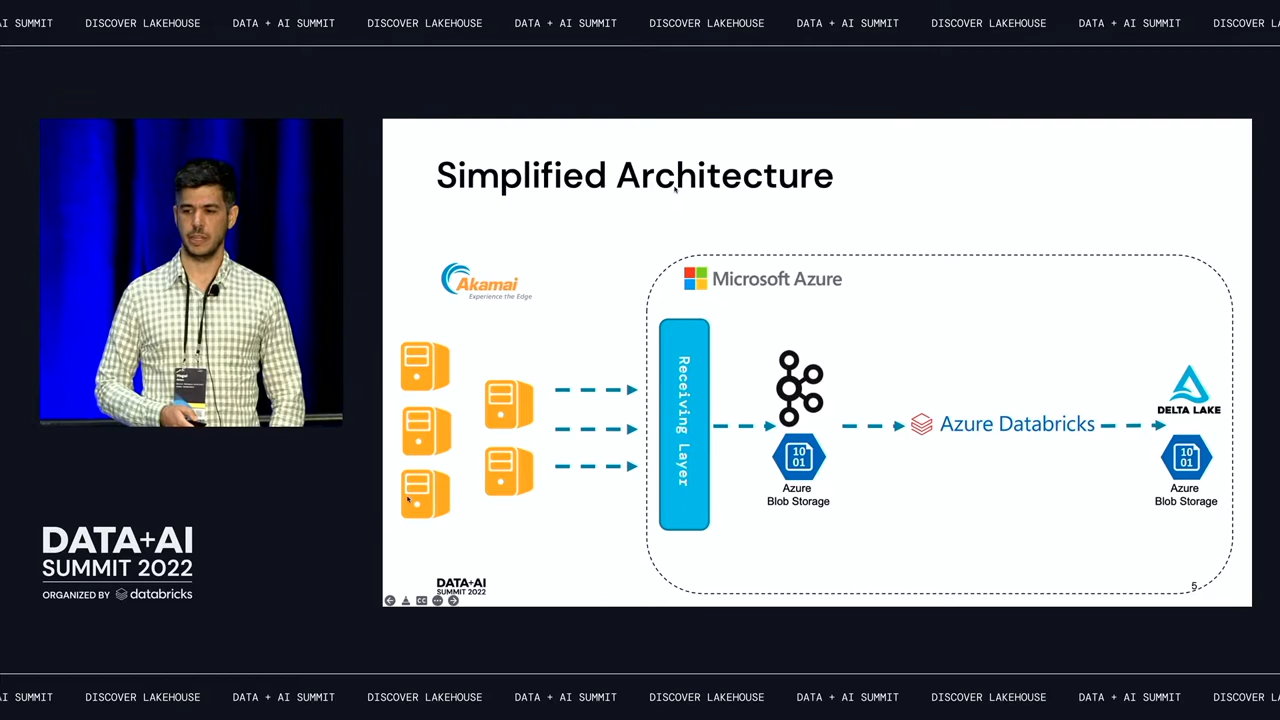 AI SUMMIT DISCOVER LAKEHOUSE DATA + AI SUMMIT DISCOVER LAKEHOUSE DATA + AI SUMMIT DISCOVER LAKEHOUSE DATA + AI SUMMIT DISCOVER LAKEHOUSE DATA + AI SUMMIT DISCOVER
Simplified Architecture
Akamai
Experience the Edge
Microsoft Azure
Receiving Layer
10
01
Azure
Blob Storage
Azure Databricks
DELTA LAKE
10
01
Azure
Blob Storage
DATA+AI
SUMMIT 2022
CC
5
DATA+AI
SUMMIT 2022
ORGANIZED BY databricks
AI SUMMIT DISCOVER LAKEHOUSE DATA + AI SUMMIT DISCOVER LAKEHOUSE DATA + AI SUMMIT DISCOVER LAKEHOUSE DATA + AI SUMMIT DISCOVER LAKEHOUSE DATA + AI SUMMIT DISCOVER